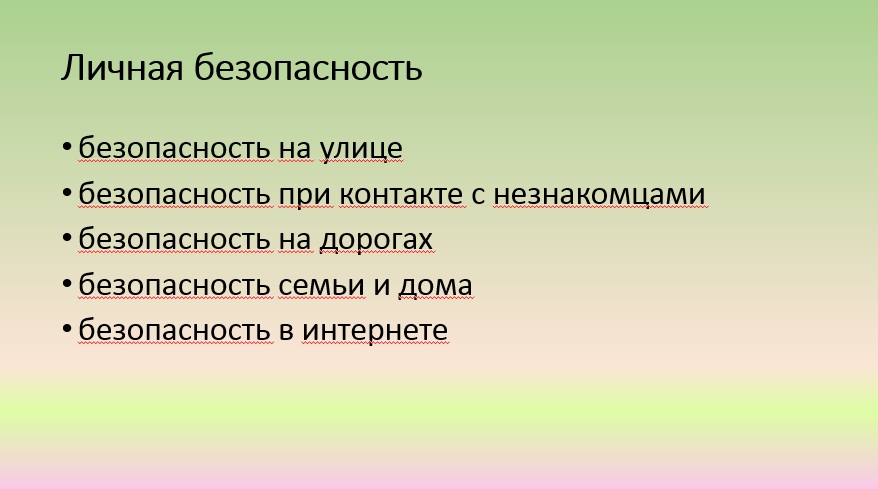 Личная безопасность
• безопасность на улице
• безопасность при контакте с незнакомцами
• безопасность на дорогах
• безопасность семьи и дома
• безопасность в интернете